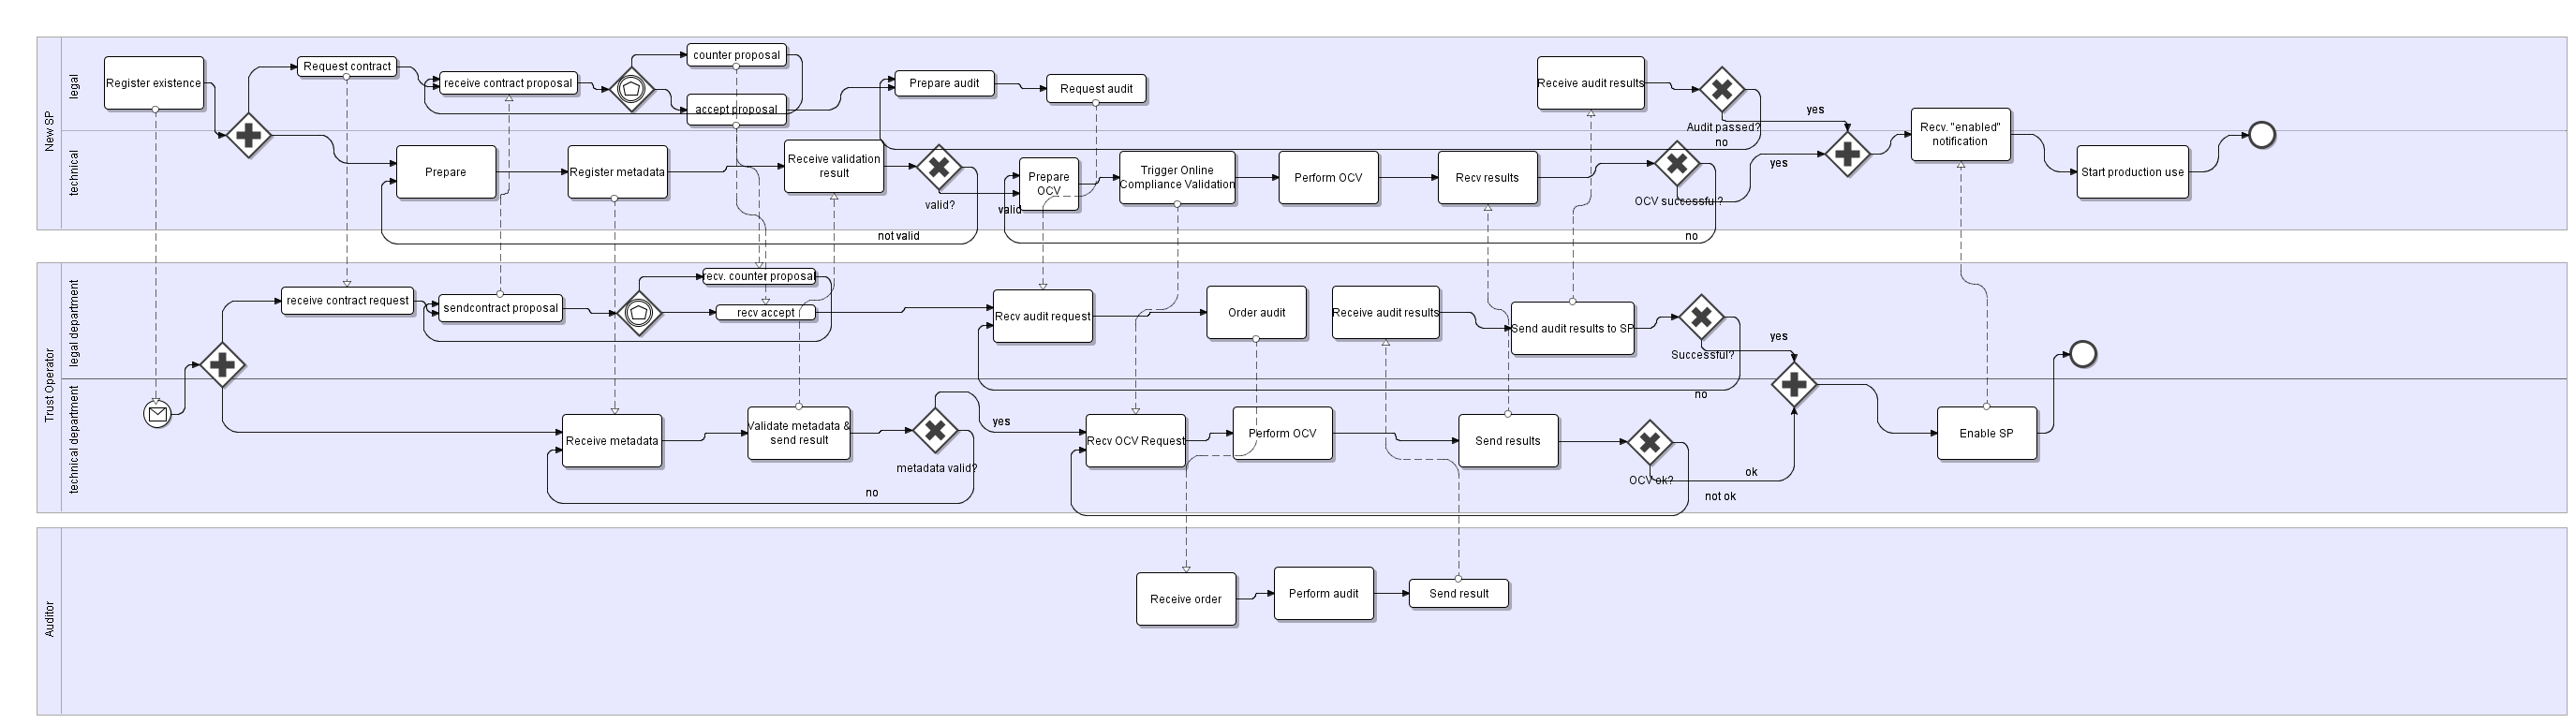 New SP
legal
technical
Register existence
Request contract
receive contract proposal
counter proposal
accept proposal
Prepare audit
Request audit
Receive audit results
Audit passed?
yes
no
Prepare
Register metadata
Receive validation
result
valid?
valid
not valid
Prepare
OCV
Trigger Online
Compliance Validation
Perform OCV
Recv results
OCV successful?
yes
no
Recv. "enabled"
notification
Start production use
Trust Operator
legal department
technical department
receive contract request
sendcontract proposal
recv. counter proposal
recv accept
Recv audit request
Order audit
Receive audit results
Send audit results to SP
Successful?
yes
no
Receive metadata
Validate metadata &
send result
metadata valid?
yes
no
Recv OCV Request
Perform OCV
Send results
OCV ok?
ok
not ok
Enable SP
Auditor
Receive order
Perform audit
Send result